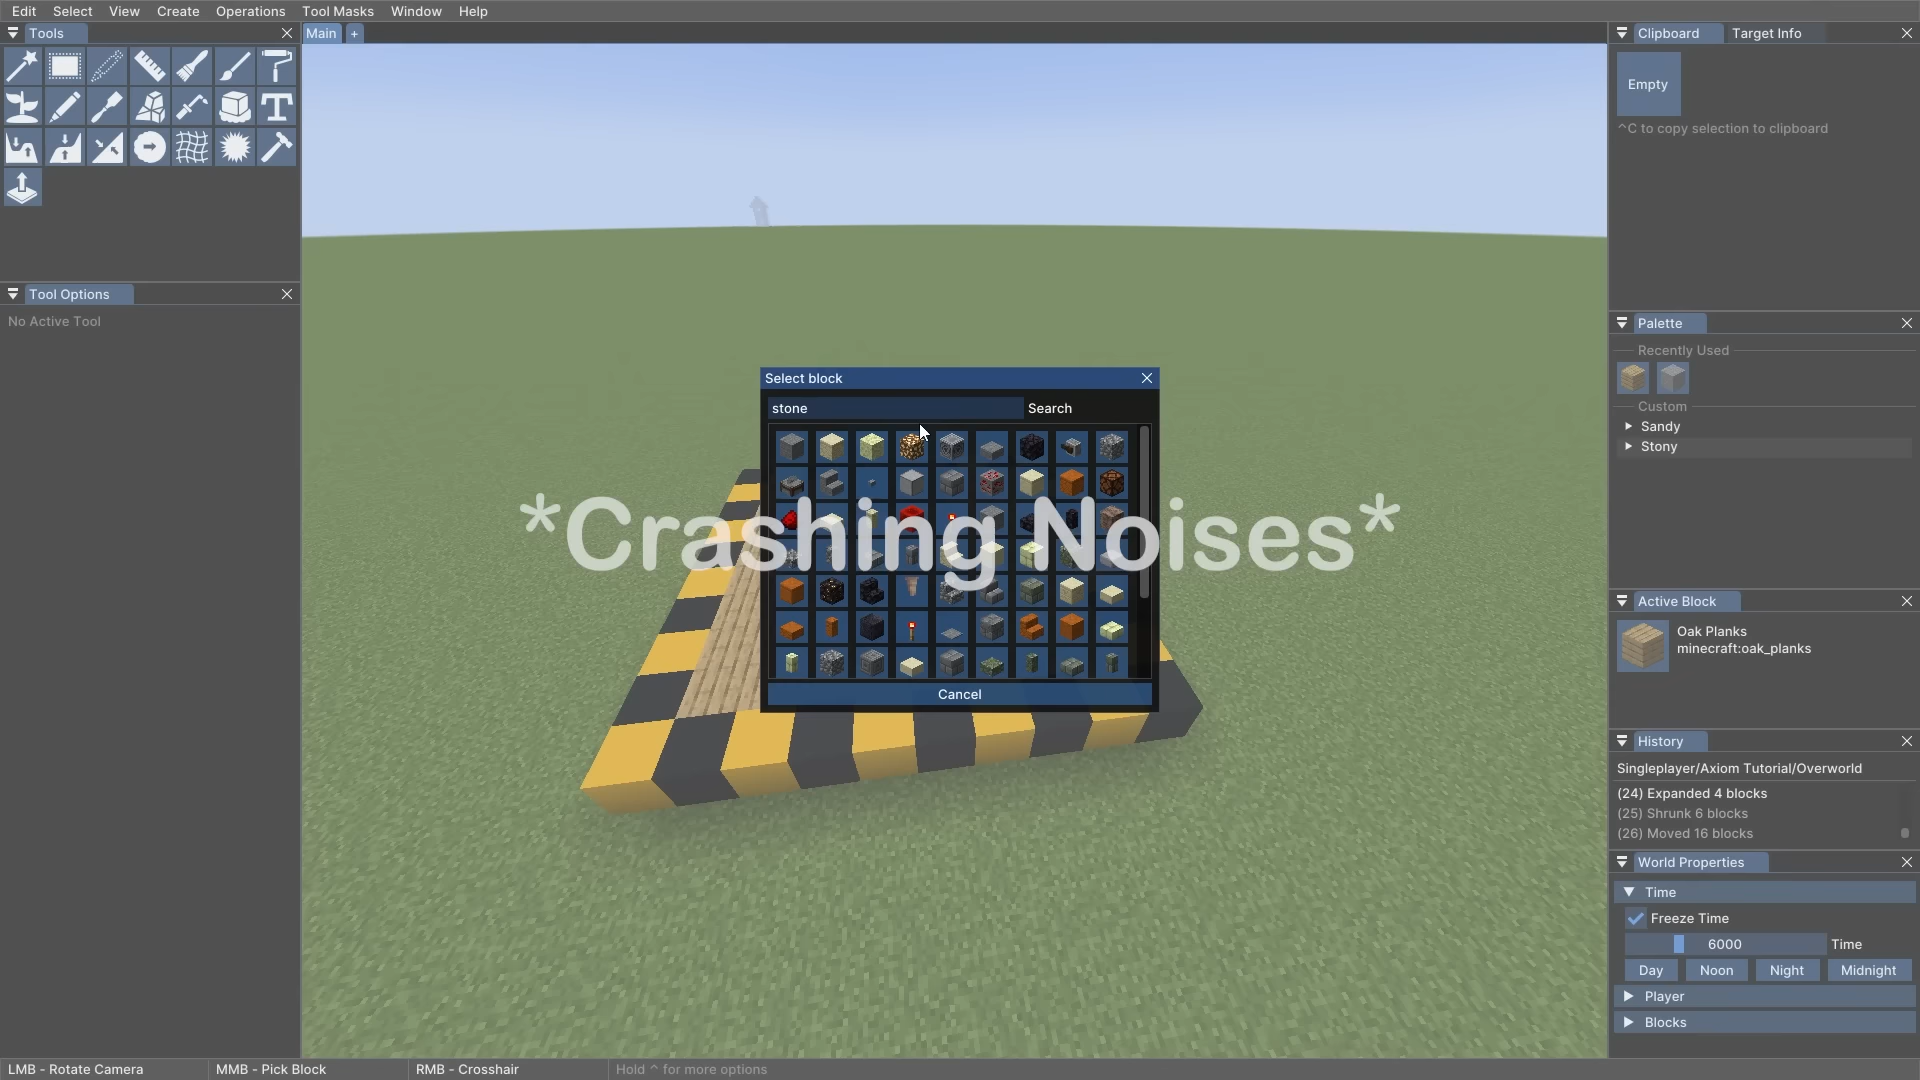 Edit Select View Create Operations Tool Masks Window Help
Tools
Main +
Clipboard Target Info
Empty
^C to copy selection to clipboard
Tool Options
No Active Tool
Palette
Recently Used
Custom
Sandy
Stony
Select block
stone Search
*Crashing Noises*
Cancel
Active Block
Oak Planks
minecraft:oak_planks
History
Singleplayer/Axiom Tutorial/Overworld
(24) Expanded 4 blocks
(25) Shrunk 6 blocks
(26) Moved 16 blocks
World Properties
Time
Freeze Time
6000 Time
Day Noon Night Midnight
Player
Blocks
LMB - Rotate Camera MMB - Pick Block RMB - Crosshair Hold ^ for more options